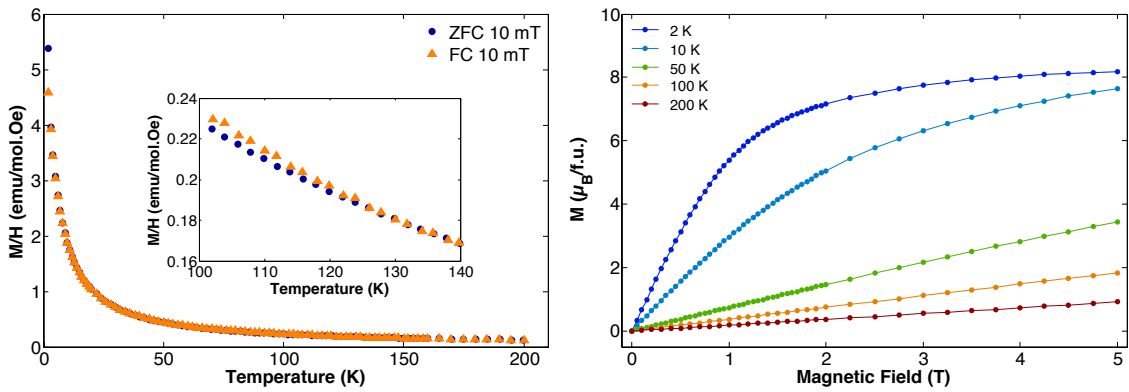 ZFC 10 mT
FC 10 mT
M/H (emu/mol.Oe)
6
5
4
3
2
1
0
0
50
100
150
200
Temperature (K)
M/H (emu/mol.Oe)
0.24
0.22
0.2
0.18
0.16
100
110
120
130
140
Temperature (K)
2 K
10 K
50 K
100 K
200 K
M (μB/f.u.)
10
8
6
4
2
0
0
1
2
3
4
5
Magnetic Field (T)